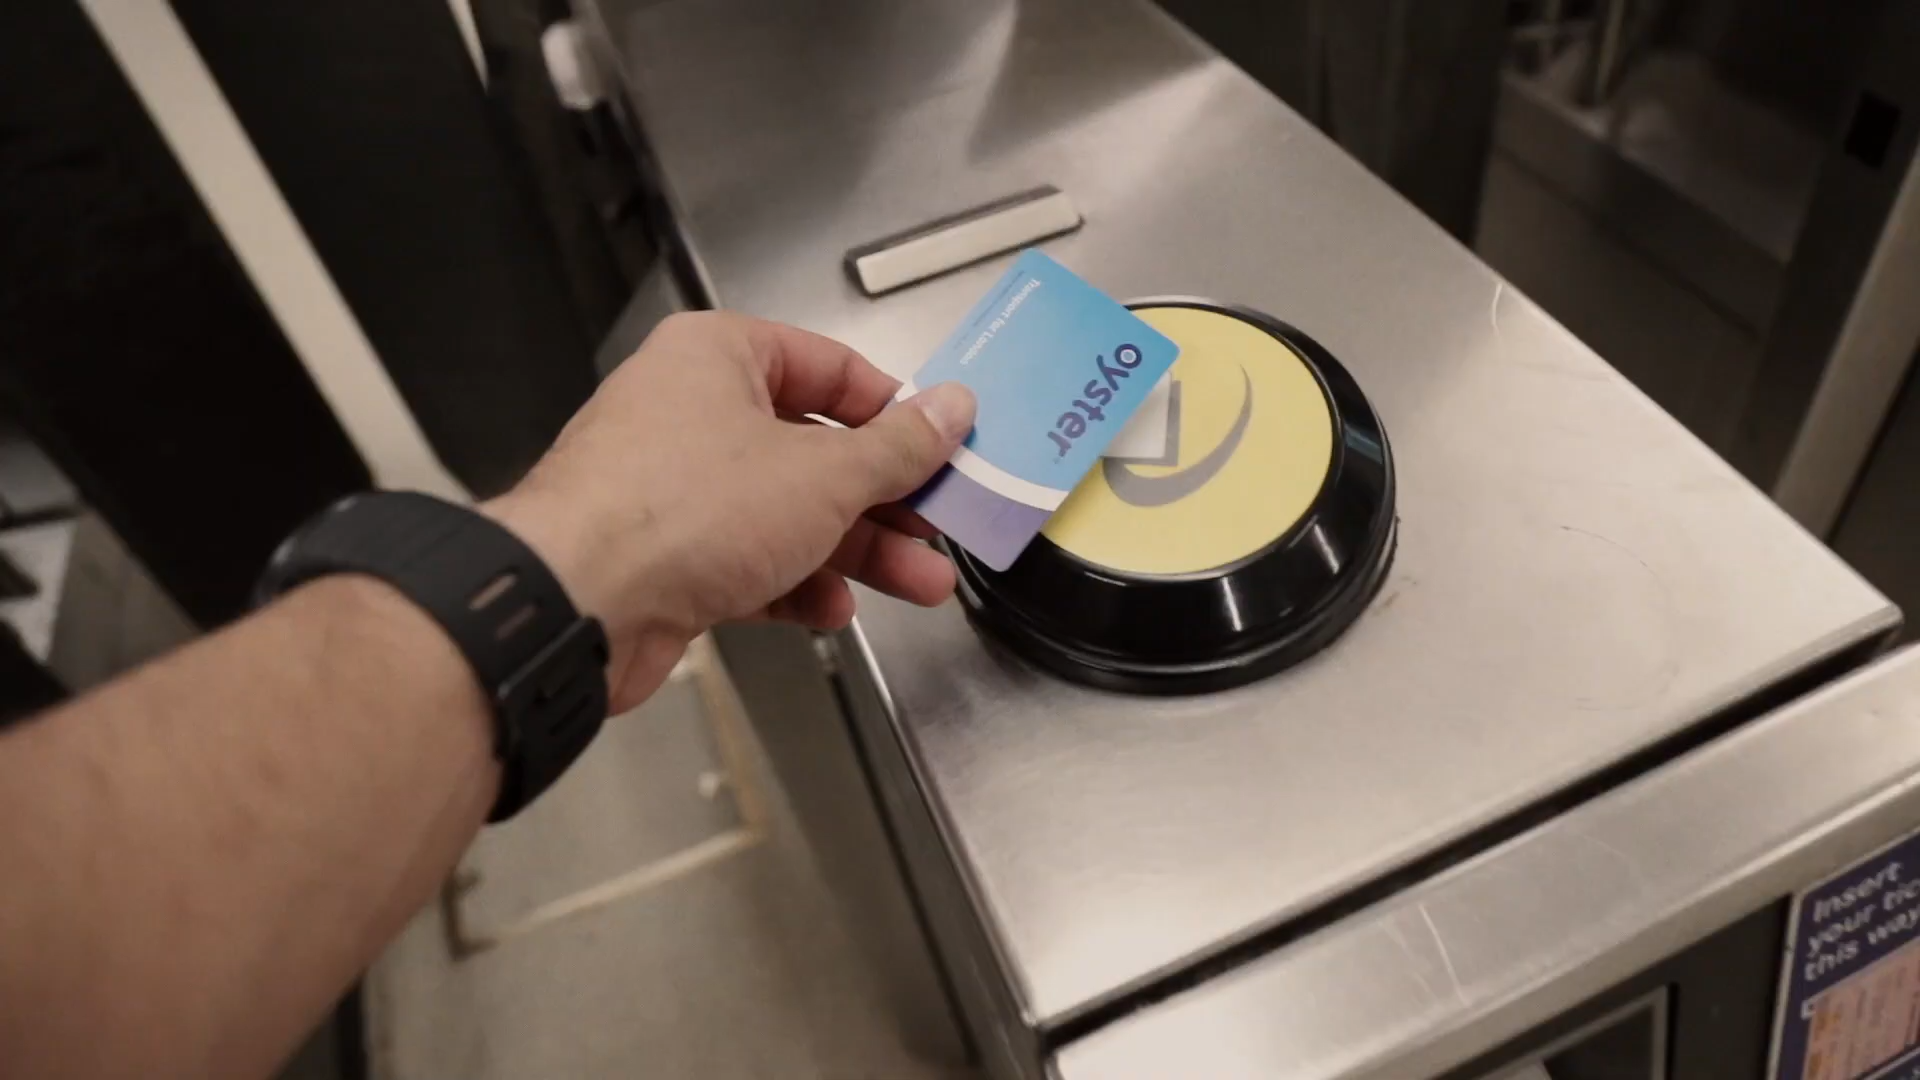 Transport for London
oyster
Insert
your tic
this way